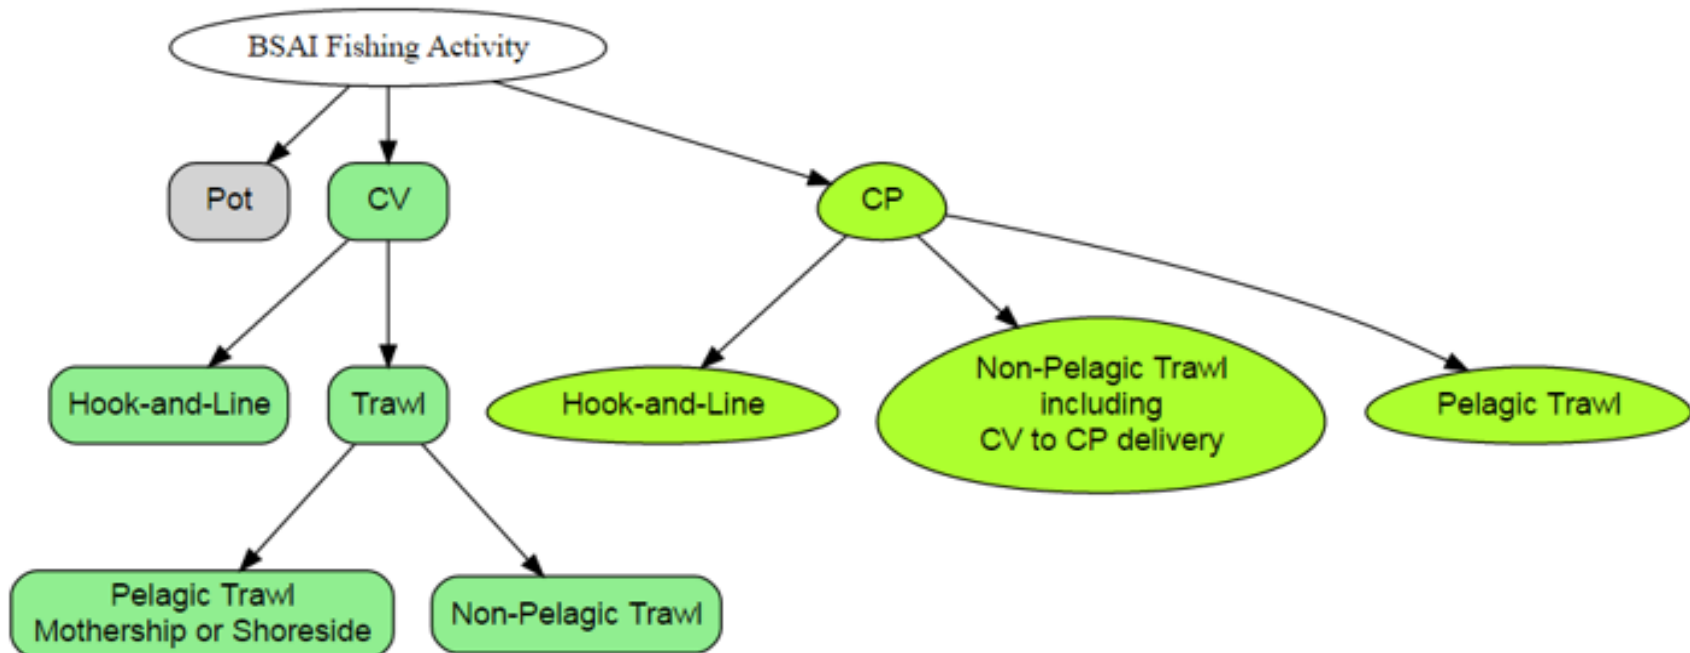 BSAI Fishing Activity
Pot
CV
CP
Hook-and-Line
Trawl
Hook-and-Line
Non-Pelagic Trawl
including
CV to CP delivery
Pelagic Trawl
Pelagic Trawl
Mothership or Shoreside
Non-Pelagic Trawl